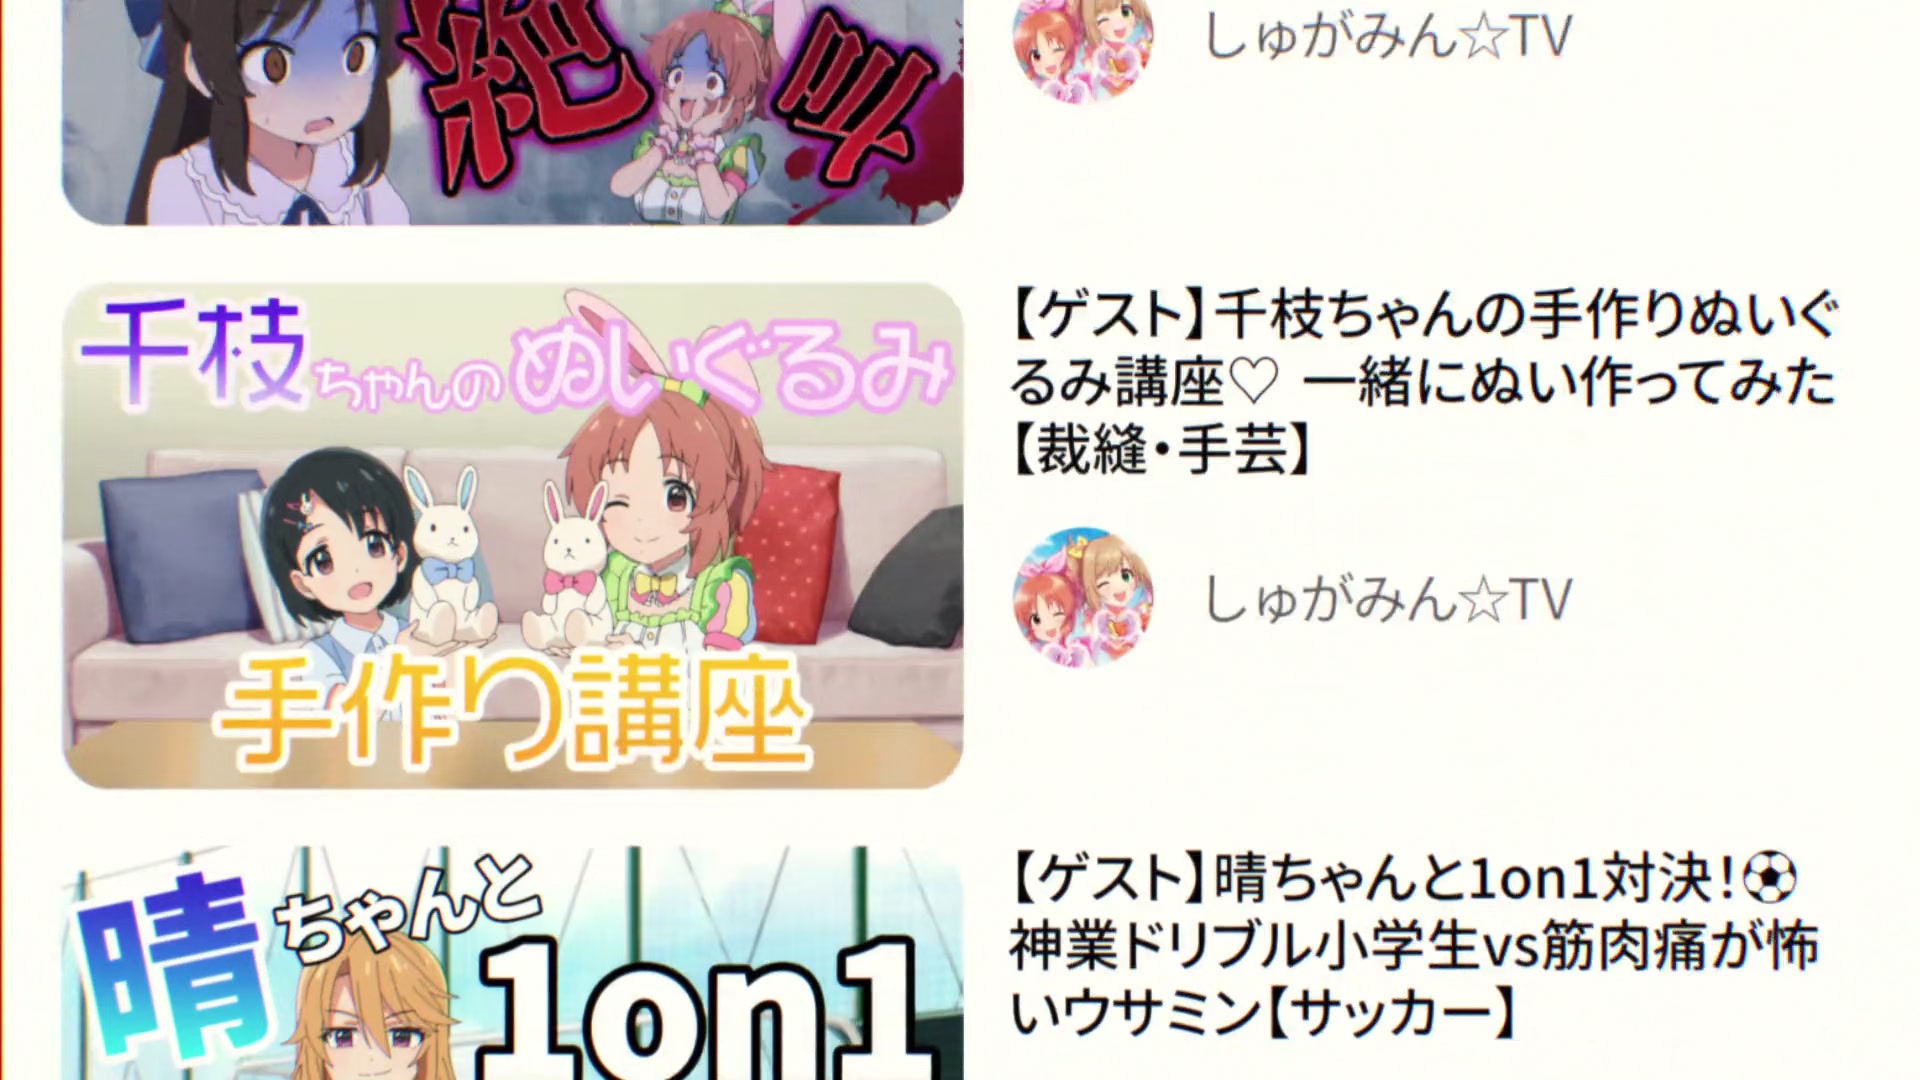 絶叫
しゅがみん☆TV
千枝ちゃんのぬいぐるみ
手作り講座
【ゲスト】千枝ちゃんの手作りぬいぐ
るみ講座♡ 一緒にぬい作ってみた
【裁縫・手芸】
しゅがみん☆TV
晴ちゃんと
1on1
【ゲスト】晴ちゃんと1on1対決!⚽
神業ドリブル小学生vs筋肉痛が怖
いウサミン【サッカー】